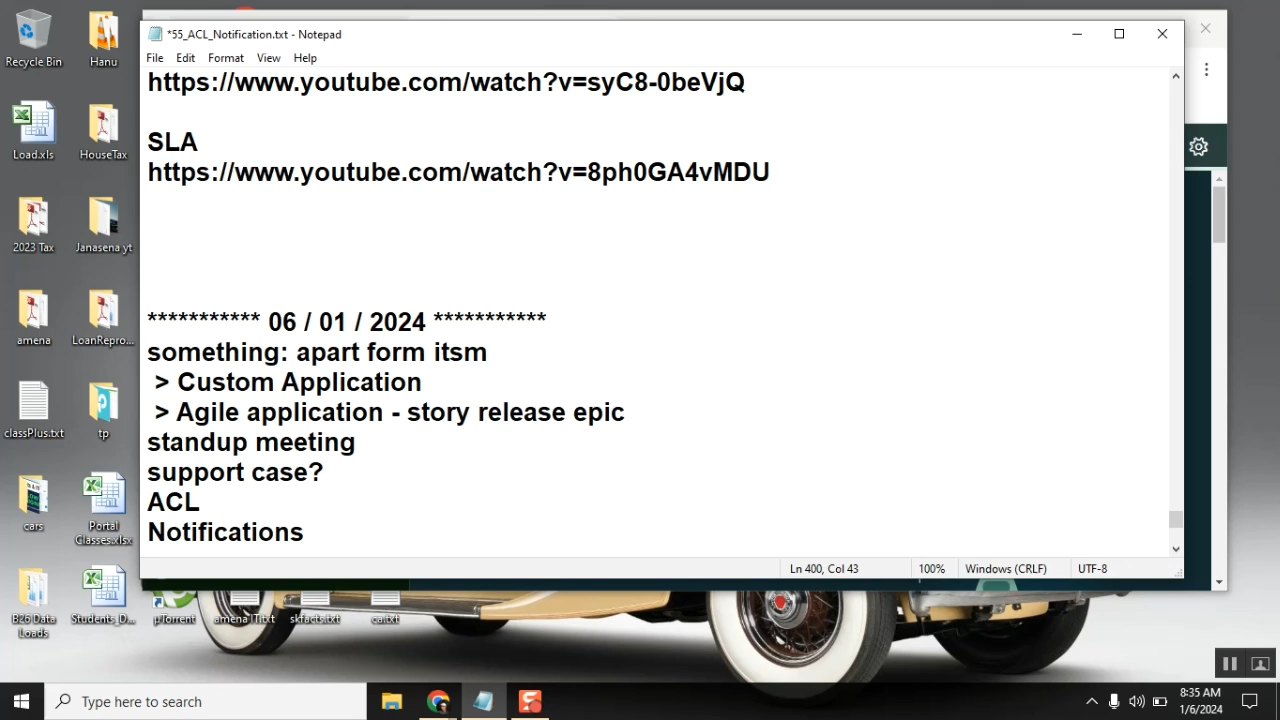 *55_ACL_Notification.txt - Notepad
File Edit Format View Help
https://www.youtube.com/watch?v=syC8-0beVjQ
SLA
https://www.youtube.com/watch?v=8ph0GA4vMDU
*********** 06 / 01 / 2024 ***********
something: apart form itsm
> Custom Application
> Agile application - story release epic
standup meeting
support case?
ACL
Notifications
Ln 400, Col 43 100% Windows (CRLF) UTF-8
Recycle Bin
Hanu
Load.xls
HouseTax
2023 Tax
Janasena yt
amena
LoanRepro...
classPlus.txt
tp
cars
Portal Glasses.xlsx
B26 Data Loads
Students_D...
µTorrent
amena IT.txt
skfacts.txt
ca.txt
Type here to search
8:35 AM
1/6/2024